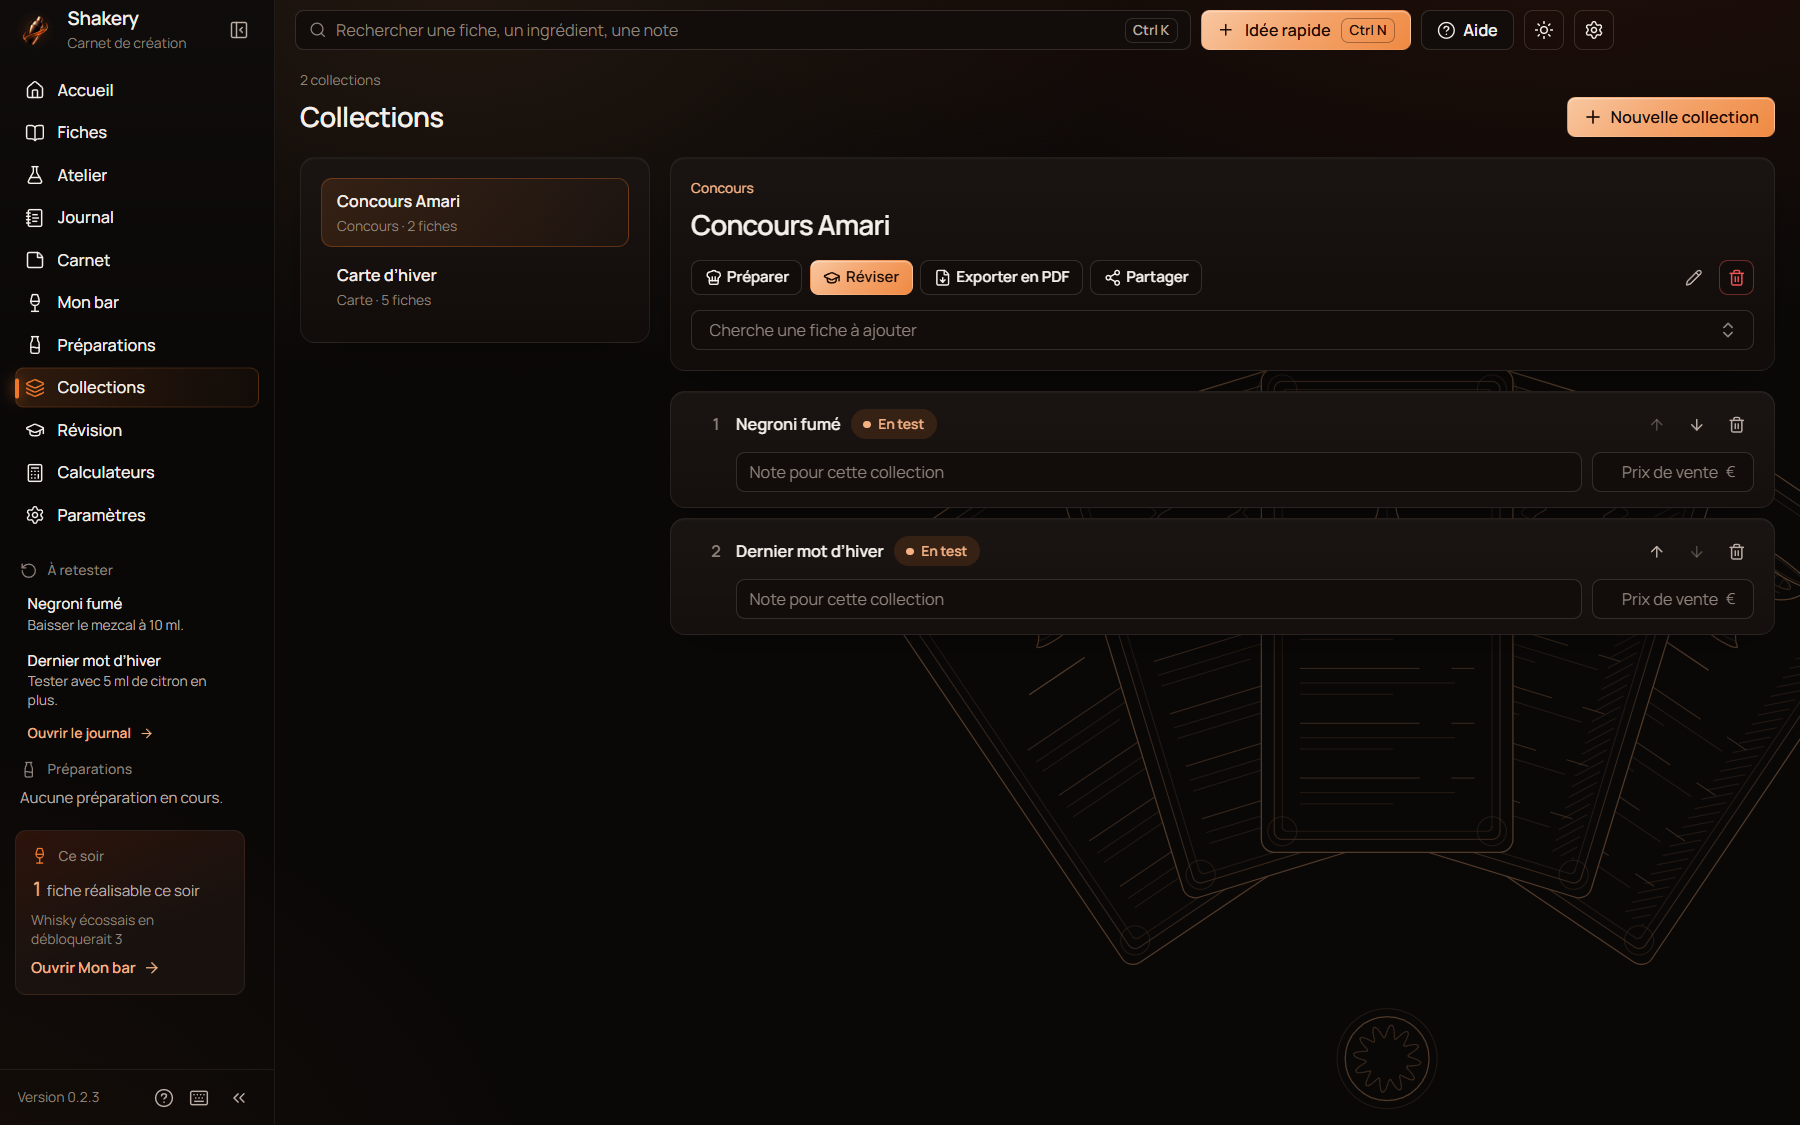 Shakery
Carnet de création
Accueil
Fiches
Atelier
Journal
Carnet
Mon bar
Préparations
Collections
Révision
Calculateurs
Paramètres
À retester
Negroni fumé
Baisser le mezcal à 10 ml.
Dernier mot d’hiver
Tester avec 5 ml de citron en
plus.
Ouvrir le journal
Préparations
Aucune préparation en cours.
Ce soir
1 fiche réalisable ce soir
Whisky écossais en
débloquerait 3
Ouvrir Mon bar
Version 0.2.3
Rechercher une fiche, un ingrédient, une note
Ctrl K
Idée rapide Ctrl N
Aide
2 collections
Collections
Nouvelle collection
Concours Amari
Concours · 2 fiches
Carte d’hiver
Carte · 5 fiches
Concours
Concours Amari
Préparer
Réviser
Exporter en PDF
Partager
Cherche une fiche à ajouter
1 Negroni fumé En test
Note pour cette collection
Prix de vente €
2 Dernier mot d’hiver En test
Note pour cette collection
Prix de vente €